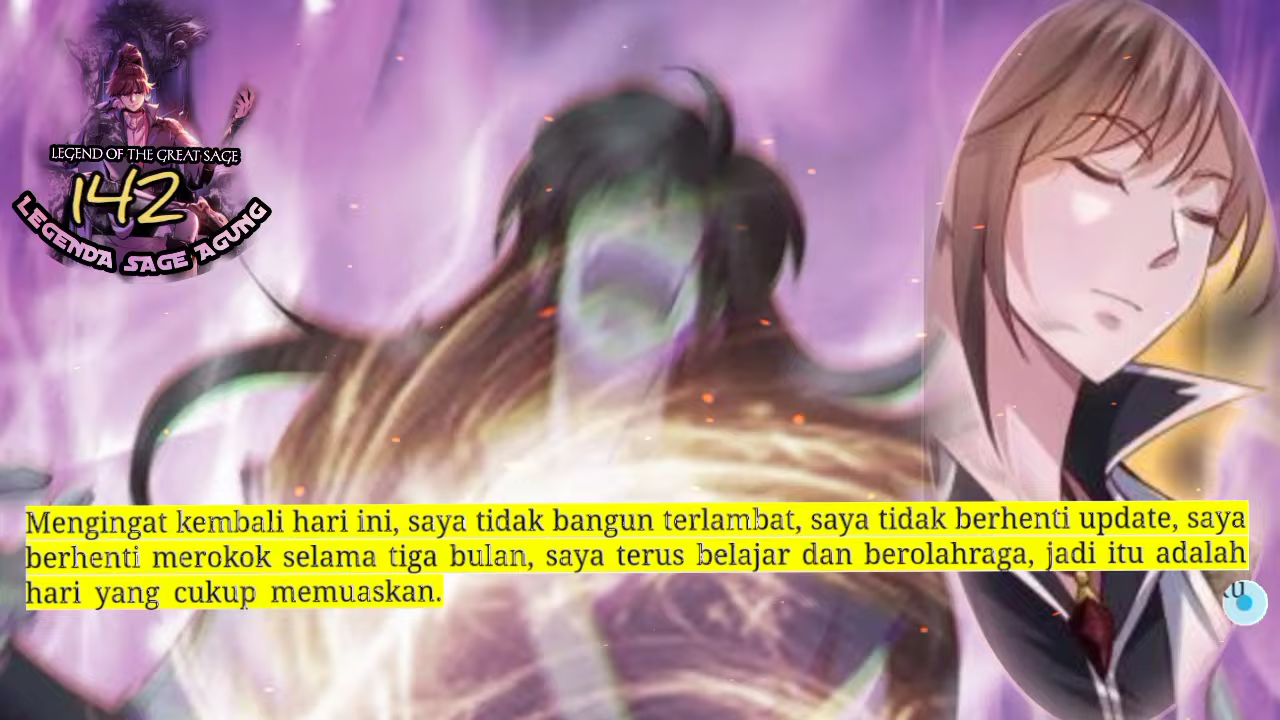 LEGEND OF THE GREAT SAGE
142
LEGENDA SAGE AGUNG
Mengingat kembali hari ini, saya tidak bangun terlambat, saya tidak berhenti update, saya
berhenti merokok selama tiga bulan, saya terus belajar dan berolahraga, jadi itu adalah
hari yang cukup memuaskan.